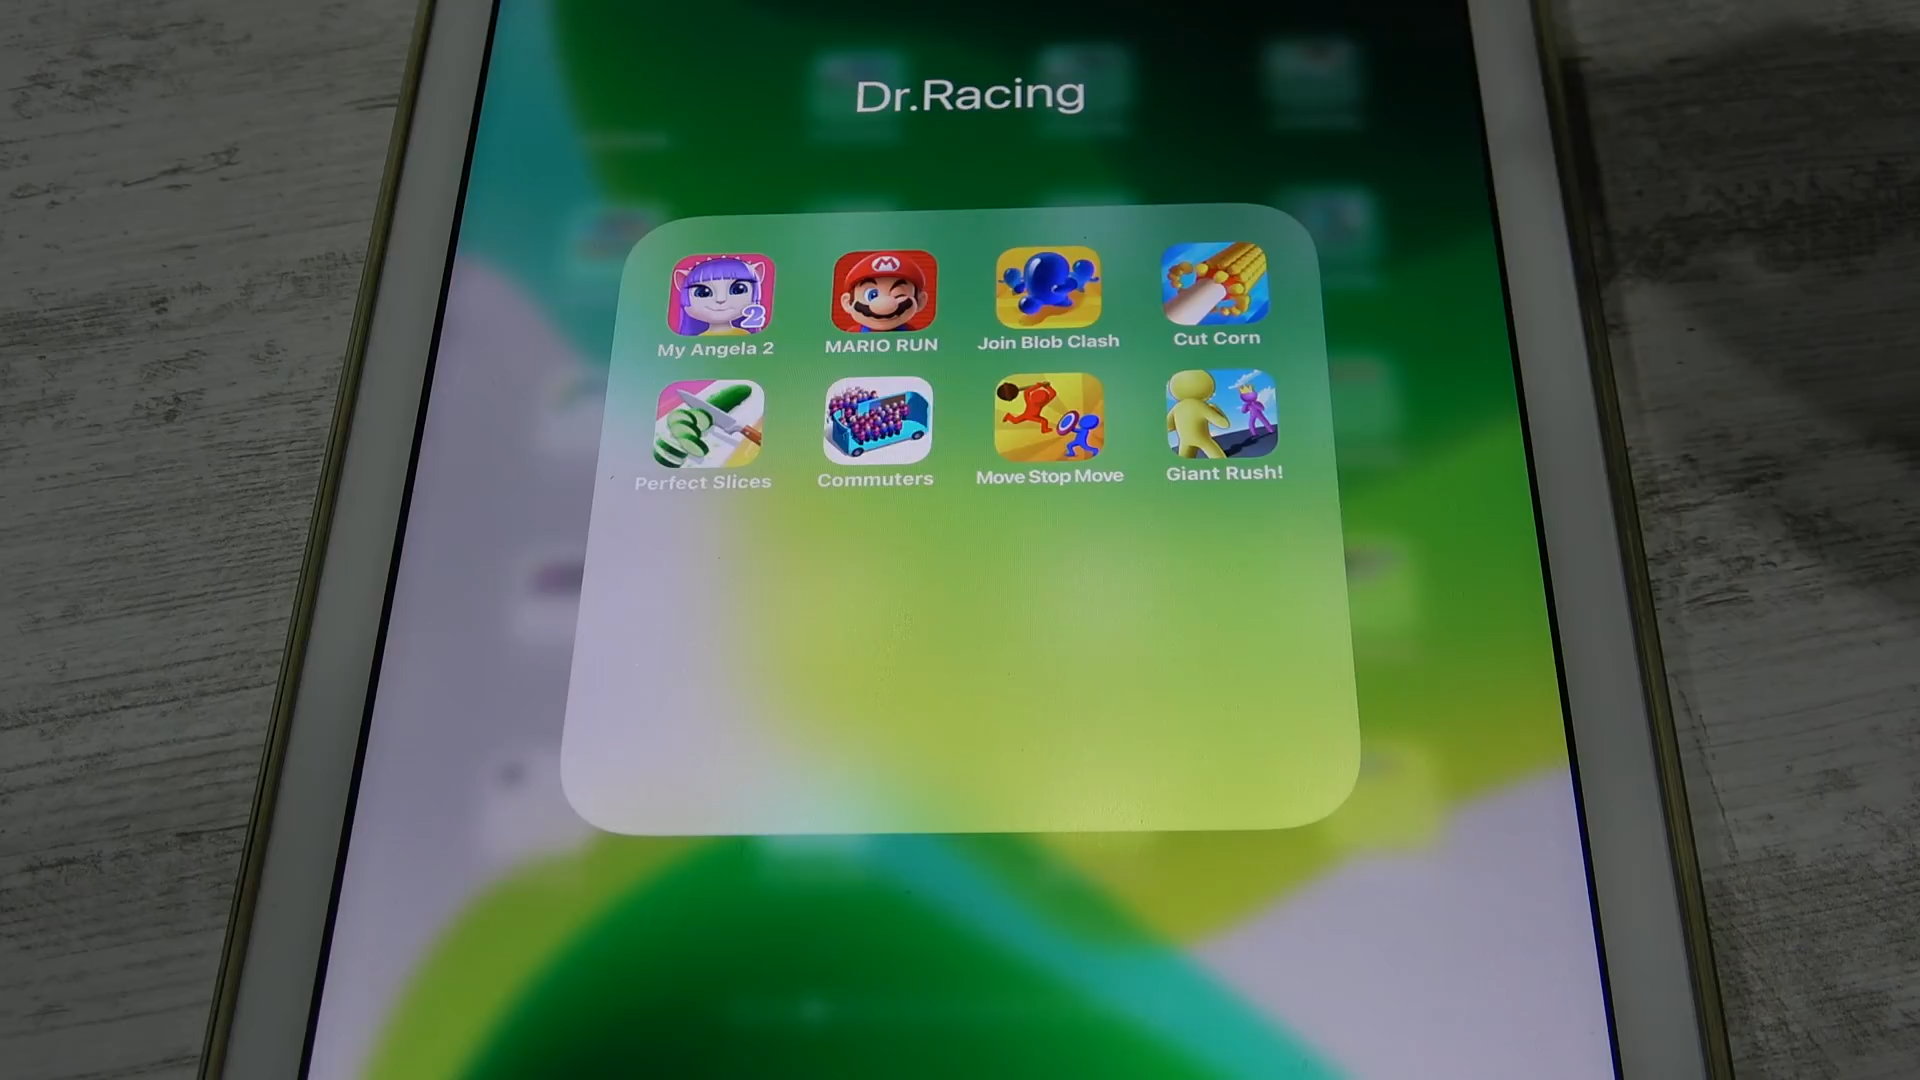 Dr.Racing
My Angela 2
MARIO RUN
Join Blob Clash
Cut Corn
Perfect Slices
Commuters
Move Stop Move
Giant Rush!